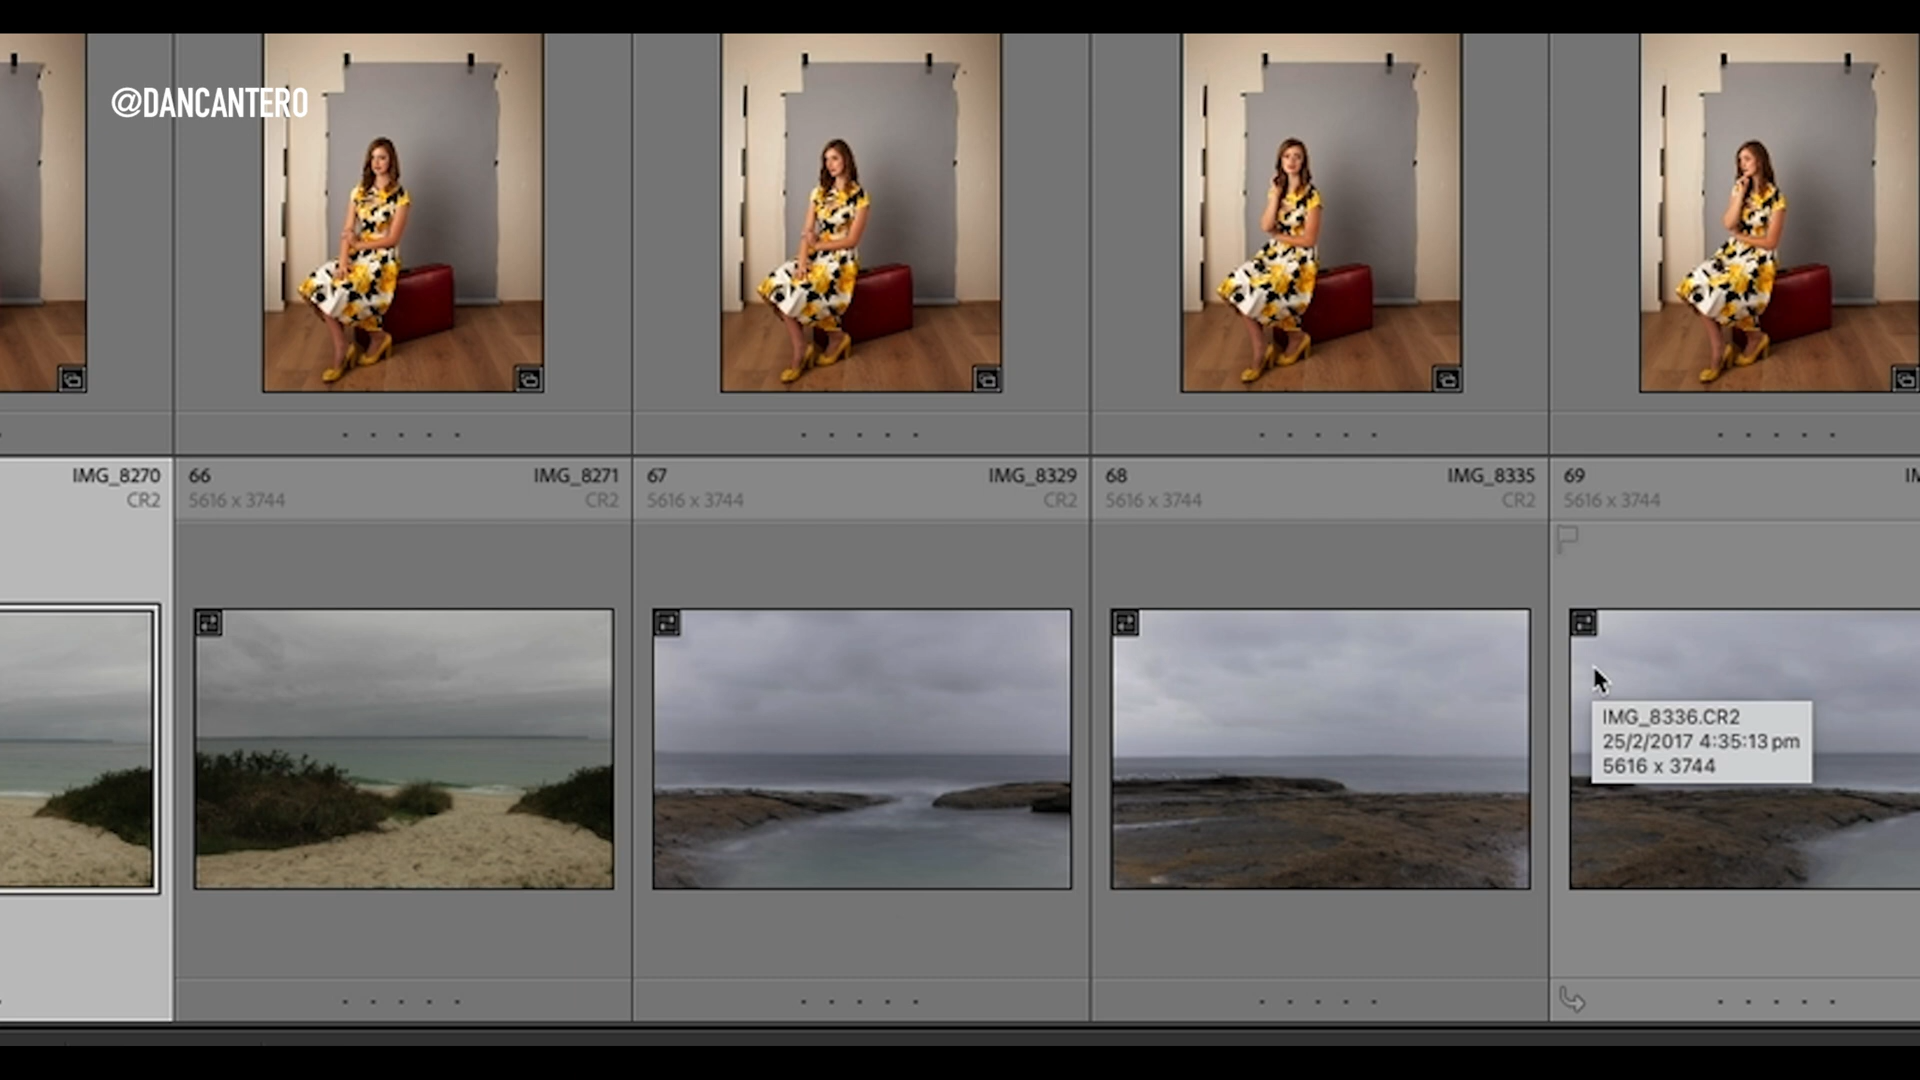 @DANCANTERO
IMG_8270
CR2
66 IMG_8271
5616 x 3744 CR2
67 IMG_8329
5616 x 3744 CR2
68 IMG_8335
5616 x 3744 CR2
69
5616 x 3744
IMG_8336.CR2
25/2/2017 4:35:13 pm
5616 x 3744